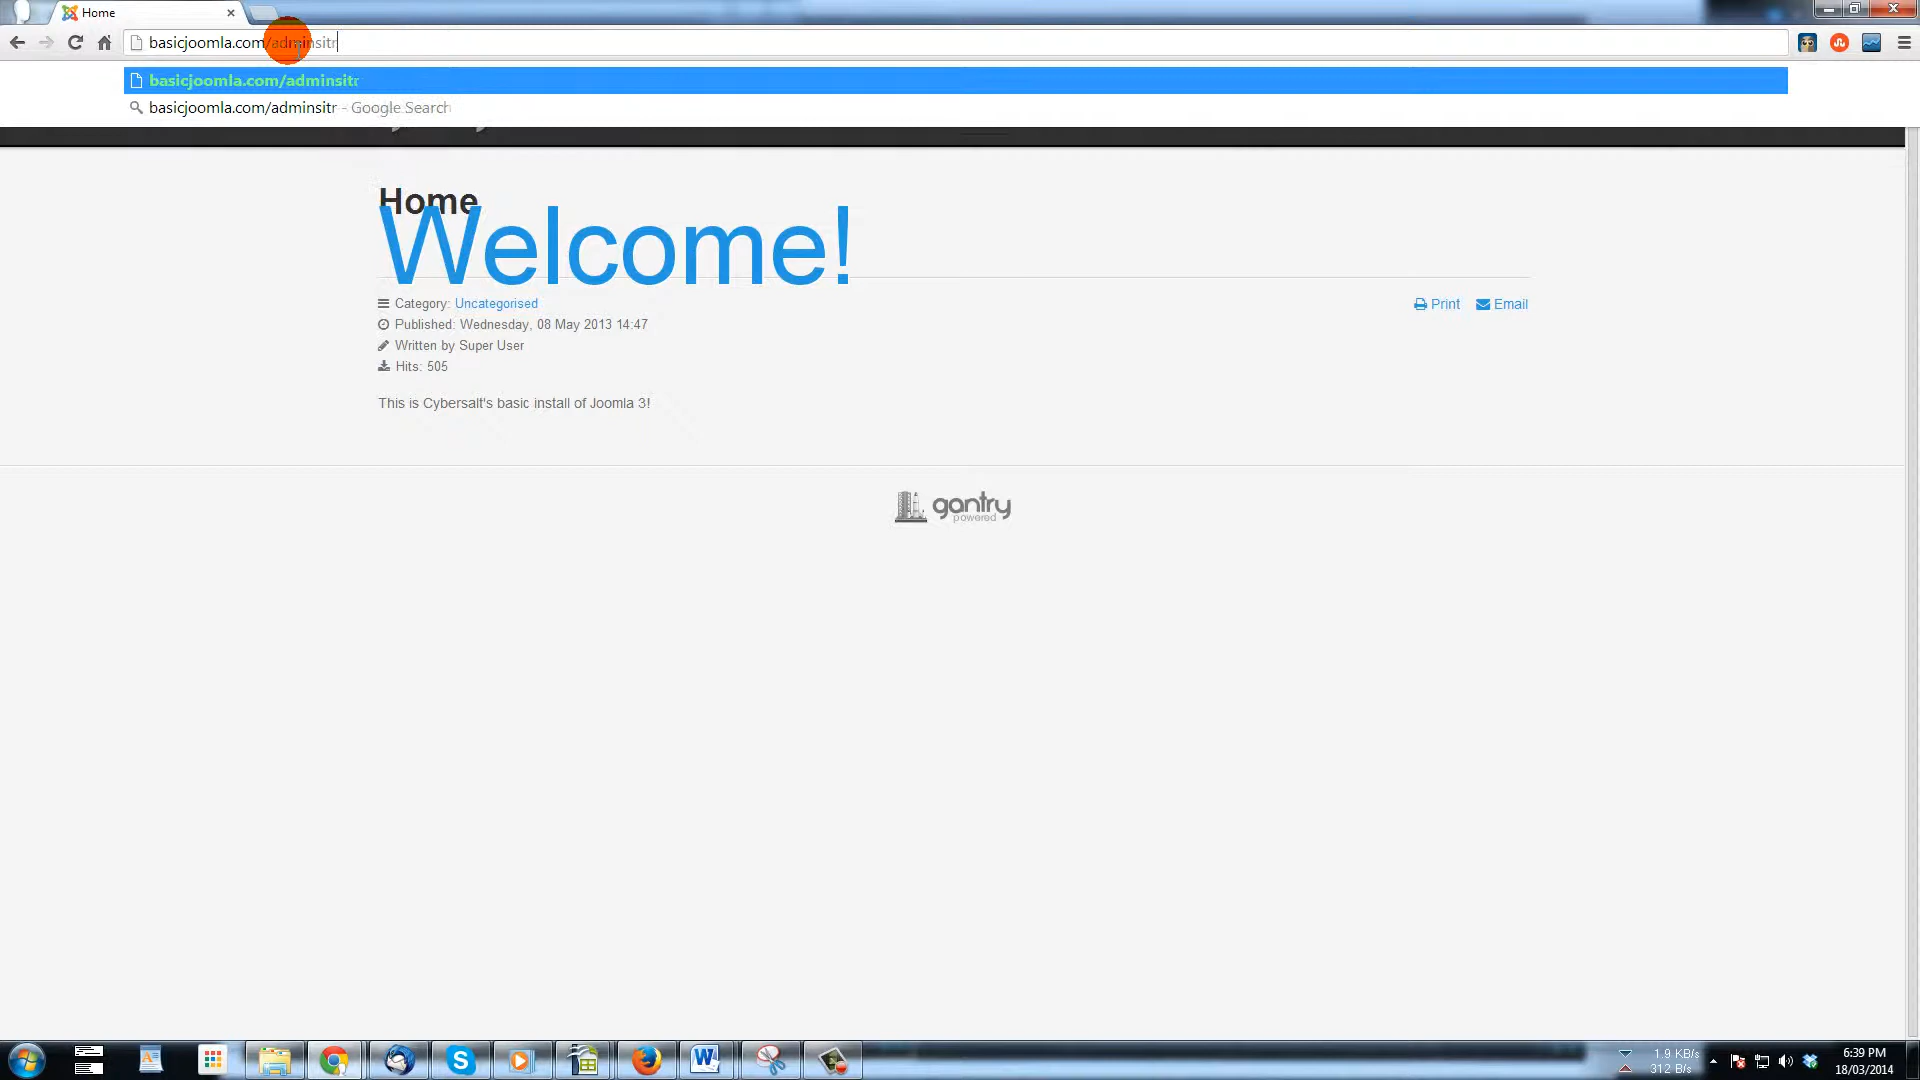 Home
basicjoomla.com/adminsitr
basicjoomla.com/adminsitr
basicjoomla.com/adminsitr - Google Search
Home
Welcome!
Category: Uncategorised
Print Email
Published: Wednesday, 08 May 2013 14:47
Written by Super User
Hits: 505
This is Cybersalt's basic install of Joomla 3!
gantry
powered
1.9 KB/s
312 B/s
6:39 PM
18/03/2014